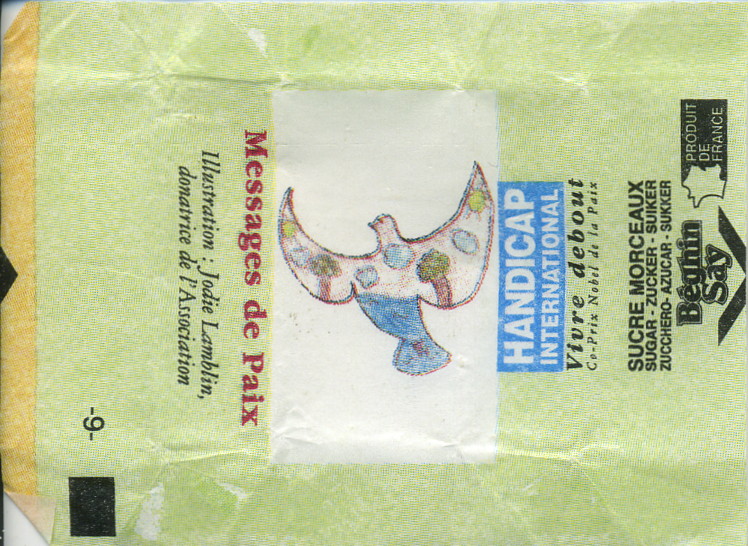 Messages de Paix
Illustration : Jodie Lamblin,
donatrice de l'Association
HANDICAP
INTERNATIONAL
Vivre debout
Co-Prix Nobel de la Paix
SUCRE MORCEAUX
SUGAR - ZUCKER - SUIKER
ZUCCHERO - AZUCAR - SUKKER
Béghin
Say
PRODUIT
DE
FRANCE
-9-